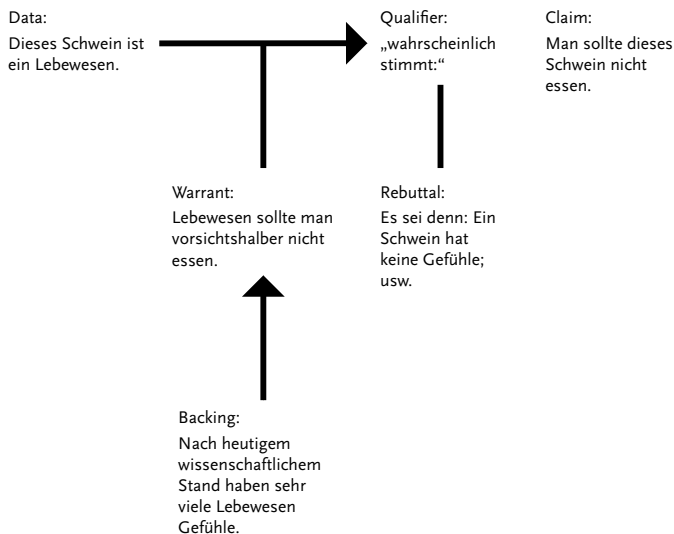 Data:
Dieses Schwein ist
ein Lebewesen.
Qualifier:
„wahrscheinlich
stimmt:“
Claim:
Man sollte dieses
Schwein nicht
essen.
Warrant:
Lebewesen sollte man
vorsichtshalber nicht
essen.
Rebuttal:
Es sei denn: Ein
Schwein hat
keine Gefühle;
usw.
Backing:
Nach heutigem
wissenschaftlichem
Stand haben sehr
viele Lebewesen
Gefühle.